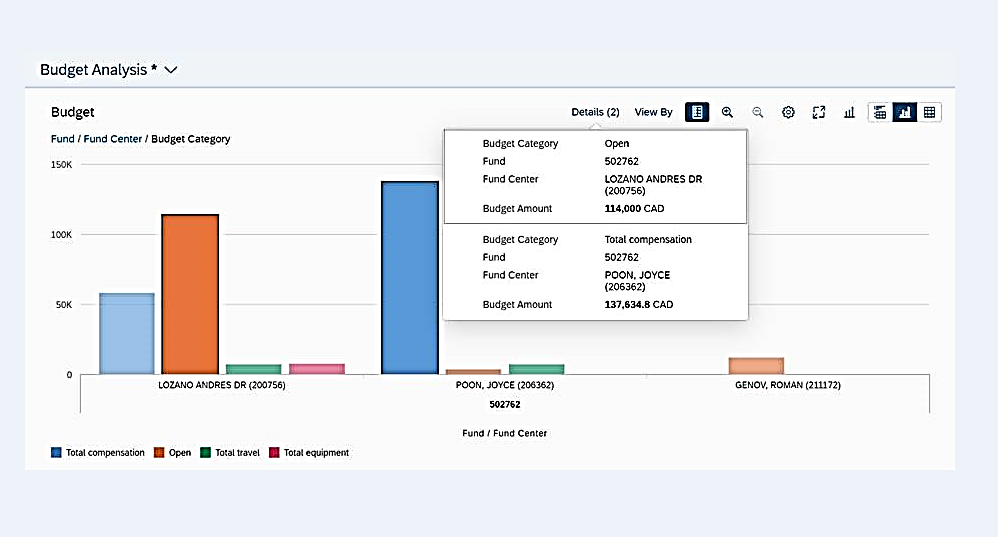 Budget Analysis *
Budget
Details (2) View By
Fund / Fund Center / Budget Category
150K
100K
50K
0
Budget Category Open
Fund 502762
Fund Center LOZANO ANDRES DR
(200756)
Budget Amount 114,000 CAD
Budget Category Total compensation
Fund 502762
Fund Center POON, JOYCE
(206362)
Budget Amount 137,634.8 CAD
LOZANO ANDRES DR (200756) POON, JOYCE (206362) GENOV, ROMAN (211172)
502762
Fund / Fund Center
Total compensation Open Total travel Total equipment